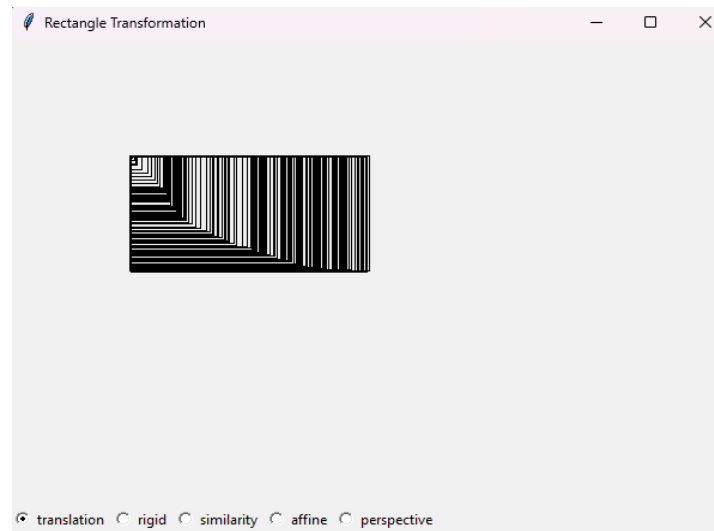 Rectangle Transformation
translation rigid similarity affine perspective